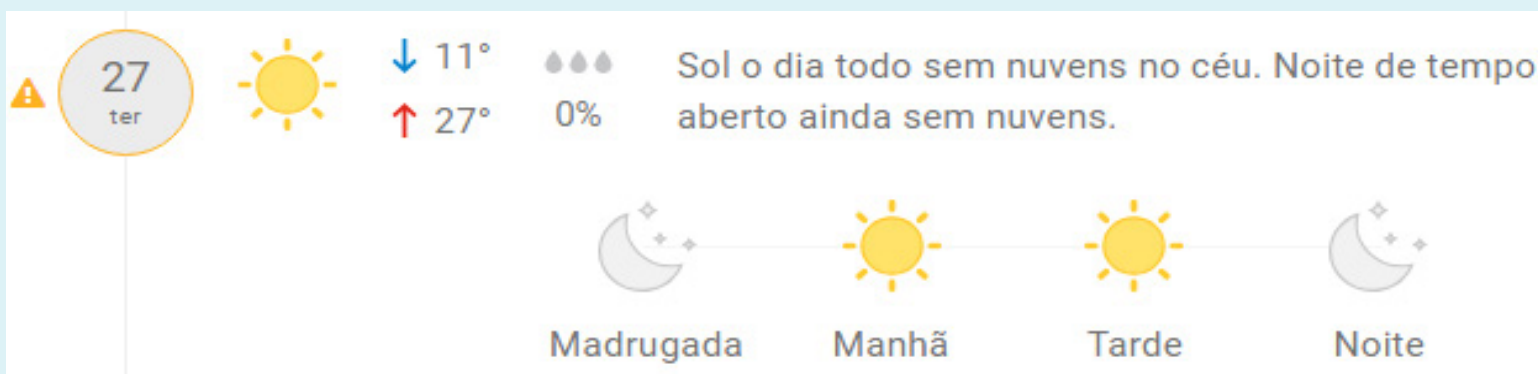 27
ter
↓ 11°
↑ 27°
0%
Sol o dia todo sem nuvens no céu. Noite de tempo
aberto ainda sem nuvens.
Madrugada Manhã Tarde Noite